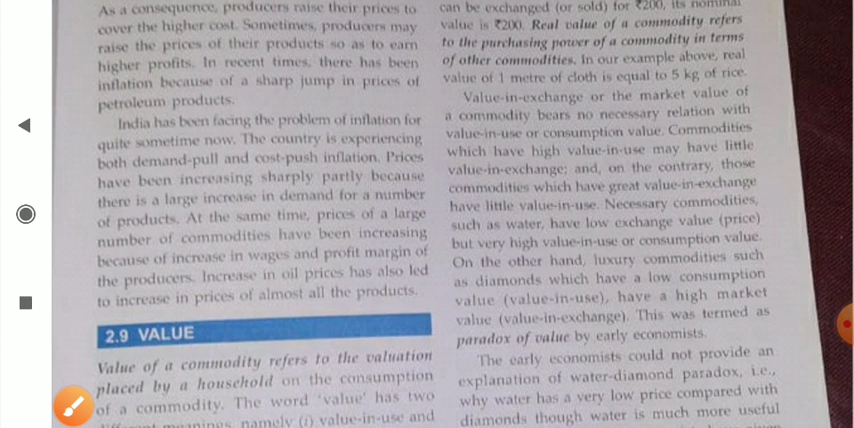 As a consequence, producers raise their prices to
cover the higher cost. Sometimes, producers may
raise the prices of their products so as to earn
higher profits. In recent times, there has been
inflation because of a sharp jump in prices of
petroleum products.
India has been facing the problem of inflation for
quite sometime now. The country is experiencing
both demand-pull and cost-push inflation. Prices
have been increasing sharply partly because
there is a large increase in demand for a number
of products. At the same time, prices of a large
number of commodities have been increasing
because of increase in wages and profit margin of
the producers. Increase in oil prices has also led
to increase in prices of almost all the products.
2.9 VALUE
Value of a commodity refers to the valuation
placed by a household on the consumption
of a commodity. The word 'value' has two
meanings, namely (i) value-in-use and
can be exchanged (or sold) for ₹200, its nominal
value is ₹200. Real value of a commodity refers
to the purchasing power of a commodity in terms
of other commodities. In our example above, real
value of 1 metre of cloth is equal to 5 kg of rice.
Value-in-exchange or the market value of
a commodity bears no necessary relation with
value-in-use or consumption value. Commodities
which have high value-in-use may have little
value-in-exchange; and, on the contrary, those
commodities which have great value-in-exchange
have little value-in-use. Necessary commodities,
such as water, have low exchange value (price)
but very high value-in-use or consumption value.
On the other hand, luxury commodities such
as diamonds which have a low consumption
value (value-in-use), have a high market
value (value-in-exchange). This was termed as
paradox of value by early economists.
The early economists could not provide an
explanation of water-diamond paradox, i.e.,
why water has a very low price compared with
diamonds though water is much more useful